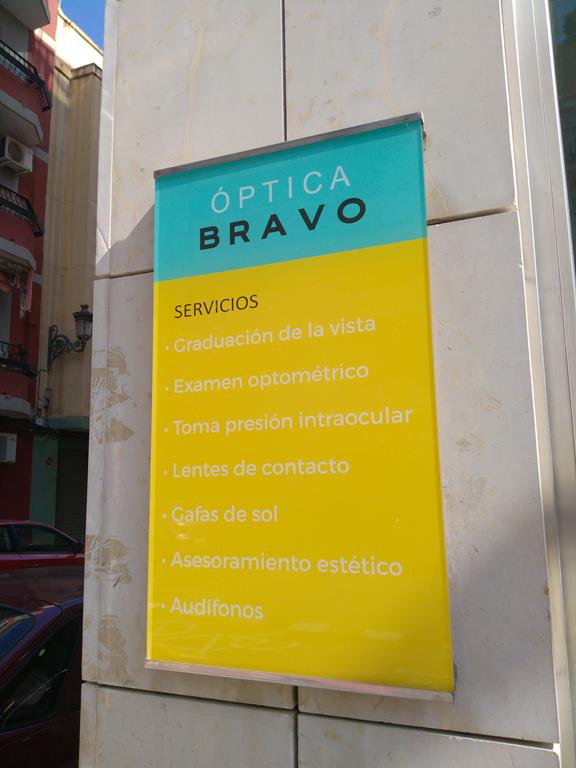 ÓPTICA
BRAVO
SERVICIOS
• Graduación de la vista
• Examen optométrico
• Toma presión intraocular
• Lentes de contacto
• Gafas de sol
• Asesoramiento estético
• Audífonos